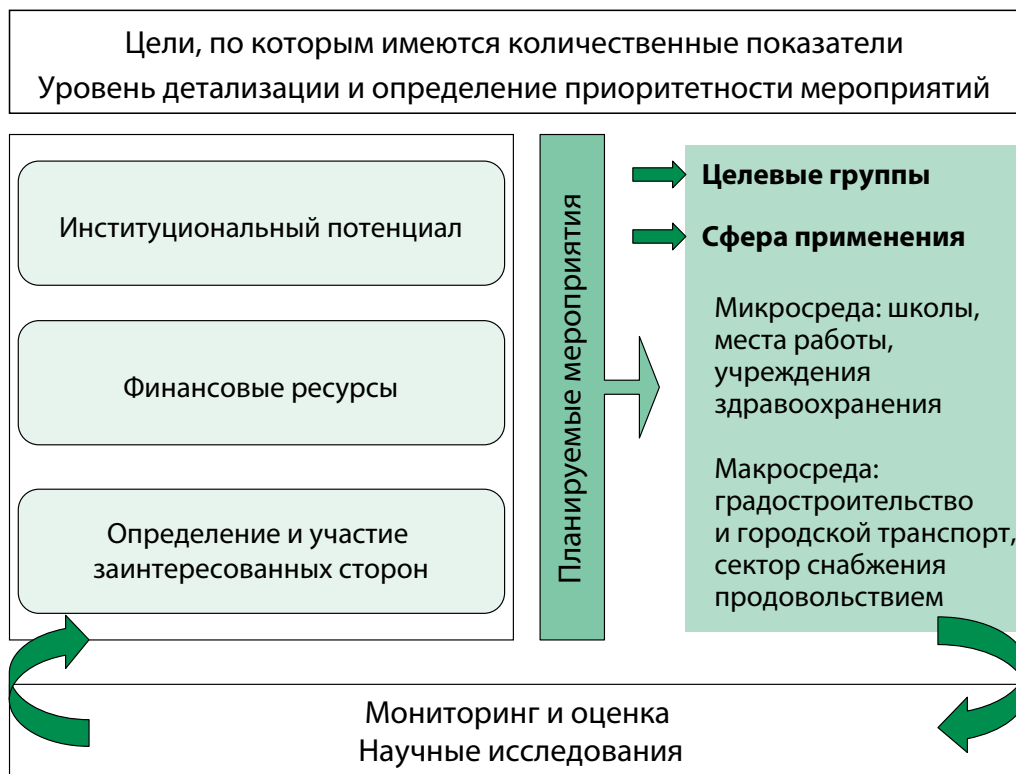 Цели, по которым имеются количественные показатели
Уровень детализации и определение приоритетности мероприятий
Институциональный потенциал
Финансовые ресурсы
Определение и участие
заинтересованных сторон
Планируемые мероприятия
Целевые группы
Сфера применения
Микросреда: школы,
места работы,
учреждения
здравоохранения
Макросреда:
градостроительство
и городской транспорт,
сектор снабжения
продовольствием
Мониторинг и оценка
Научные исследования